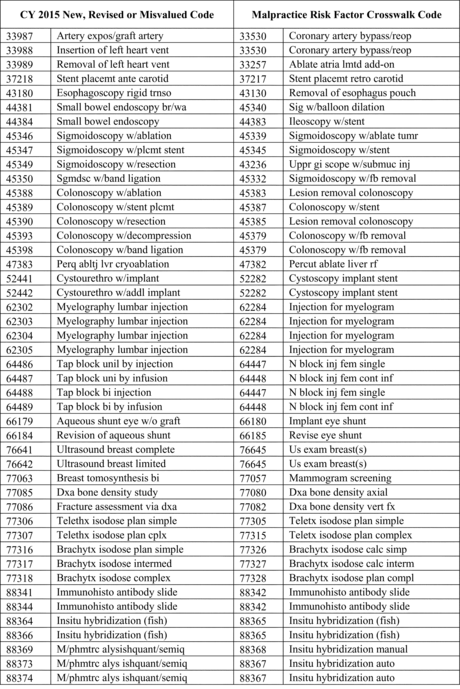 CY 2015 New, Revised or Misvalued Code Malpractice Risk Factor Crosswalk Code
33987 Artery expos/graft artery 33530 Coronary artery bypass/reop
33988 Insertion of left heart vent 33530 Coronary artery bypass/reop
33989 Removal of left heart vent 33257 Ablate atria lmtd add-on
37218 Stent placemt ante carotid 37217 Stent placemt retro carotid
43180 Esophagoscopy rigid trnso 43130 Removal of esophagus pouch
44381 Small bowel endoscopy br/wa 45340 Sig w/balloon dilation
44384 Small bowel endoscopy 44383 Ileoscopy w/stent
45346 Sigmoidoscopy w/ablation 45339 Sigmoidoscopy w/ablate tumr
45347 Sigmoidoscopy w/plcmt stent 45345 Sigmoidoscopy w/stent
45349 Sigmoidoscopy w/resection 43236 Uppr gi scope w/submuc inj
45350 Sgmdsc w/band ligation 45332 Sigmoidoscopy w/fb removal
45388 Colonoscopy w/ablation 45383 Lesion removal colonoscopy
45389 Colonoscopy w/stent plcmt 45387 Colonoscopy w/stent
45390 Colonoscopy w/resection 45385 Lesion removal colonoscopy
45393 Colonoscopy w/decompression 45379 Colonoscopy w/fb removal
45398 Colonoscopy w/band ligation 45379 Colonoscopy w/fb removal
47383 Perq abltj lvr cryoablation 47382 Percut ablate liver rf
52441 Cystourethro w/implant 52282 Cystoscopy implant stent
52442 Cystourethro w/addl implant 52282 Cystoscopy implant stent
62302 Myelography lumbar injection 62284 Injection for myelogram
62303 Myelography lumbar injection 62284 Injection for myelogram
62304 Myelography lumbar injection 62284 Injection for myelogram
62305 Myelography lumbar injection 62284 Injection for myelogram
64486 Tap block unil by injection 64447 N block inj fem single
64487 Tap block uni by infusion 64448 N block inj fem cont inf
64488 Tap block bi injection 64447 N block inj fem single
64489 Tap block bi by infusion 64448 N block inj fem cont inf
66179 Aqueous shunt eye w/o graft 66180 Implant eye shunt
66184 Revision of aqueous shunt 66185 Revise eye shunt
76641 Ultrasound breast complete 76645 Us exam breast(s)
76642 Ultrasound breast limited 76645 Us exam breast(s)
77063 Breast tomosynthesis bi 77057 Mammogram screening
77085 Dxa bone density study 77080 Dxa bone density axial
77086 Fracture assessment via dxa 77082 Dxa bone density vert fx
77306 Telethx isodose plan simple 77305 Teletx isodose plan simple
77307 Telethx isodose plan cplx 77315 Teletx isodose plan complex
77316 Brachytx isodose plan simple 77326 Brachytx isodose calc simp
77317 Brachytx isodose intermed 77327 Brachytx isodose calc interm
77318 Brachytx isodose complex 77328 Brachytx isodose plan compl
88341 Immunohisto antibody slide 88342 Immunohisto antibody slide
88344 Immunohisto antibody slide 88342 Immunohisto antibody slide
88364 Insitu hybridization (fish) 88365 Insitu hybridization (fish)
88366 Insitu hybridization (fish) 88365 Insitu hybridization (fish)
88369 M/phmtrc alysishquant/semiq 88368 Insitu hybridization manual
88373 M/phmtrc alys ishquant/semiq 88367 Insitu hybridization auto
88374 M/phmtrc alys ishquant/semiq 88367 Insitu hybridization auto